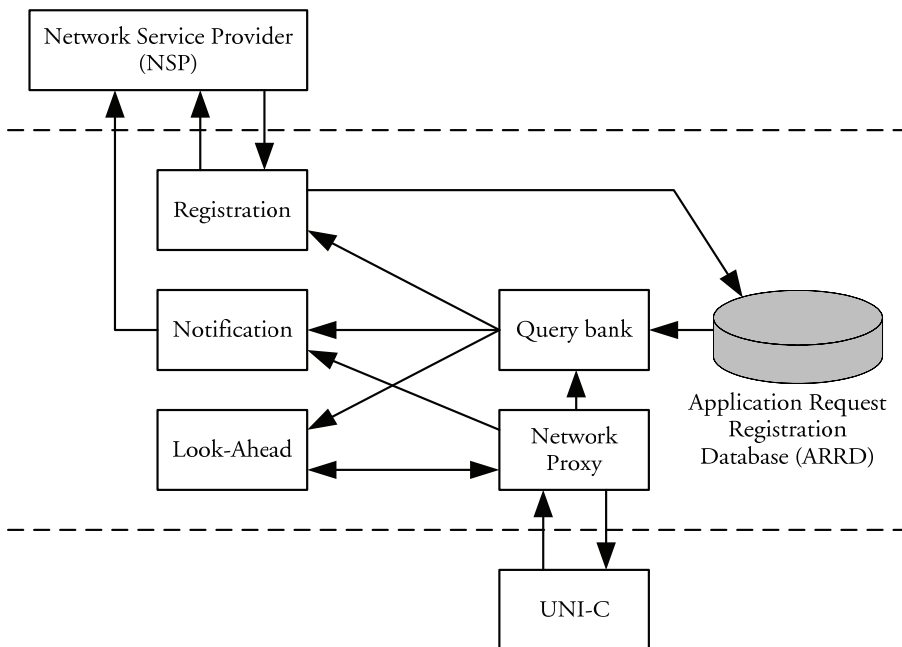 Network Service Provider
(NSP)
Registration
Notification
Query bank
Application Request
Registration
Database (ARRD)
Look-Ahead
Network
Proxy
UNI-C